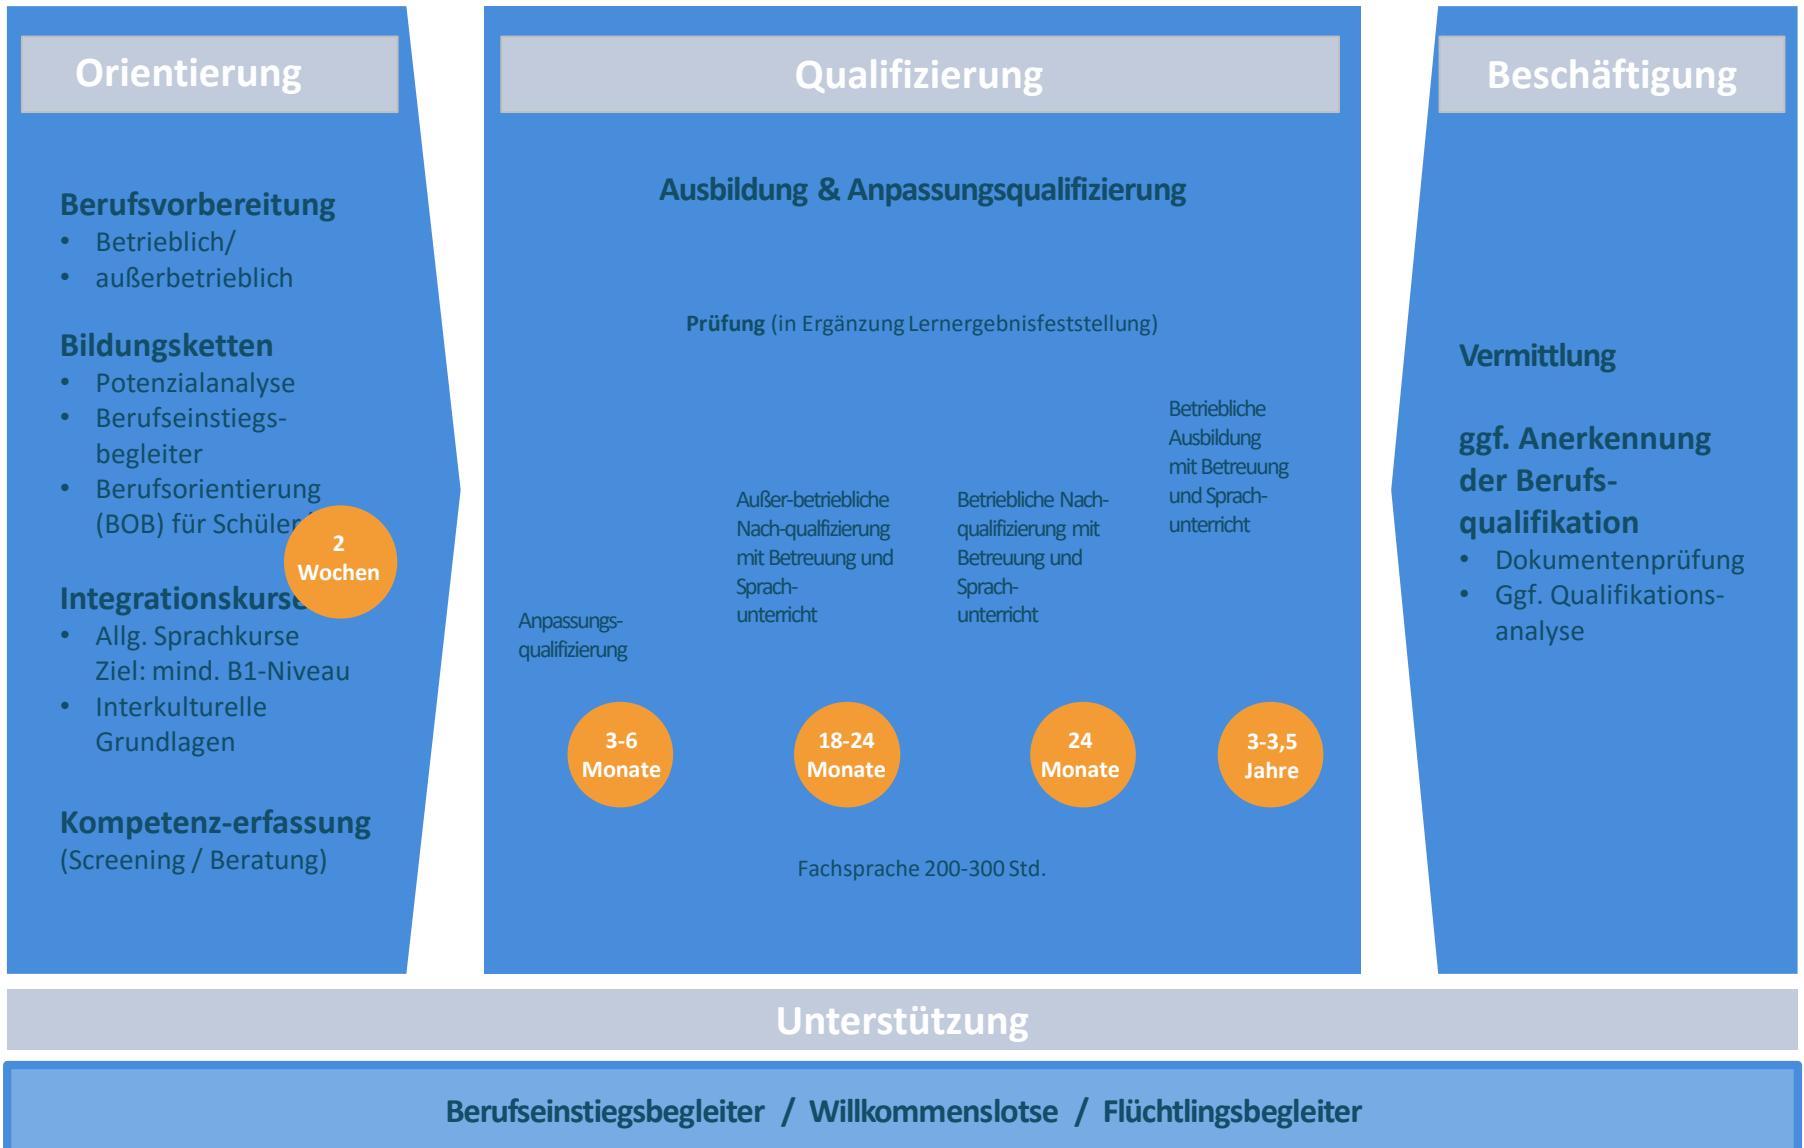 Orientierung
Berufsvorbereitung
• Betrieblich/
• außerbetrieblich
Bildungsketten
• Potenzialanalyse
• Berufseinstiegs-
begleiter
• Berufsorientierung
(BOB) für Schüler
2
Wochen
Integrationskurse
• Allg. Sprachkurse
Ziel: mind. B1-Niveau
• Interkulturelle
Grundlagen
Kompetenz-erfassung
(Screening / Beratung)
Qualifizierung
Ausbildung & Anpassungsqualifizierung
Prüfung (in Ergänzung Lernergebnisfeststellung)
Anpassungs-
qualifizierung
3-6
Monate
Außer-betriebliche
Nach-qualfizierung
mit Betreuung und
Sprach-
unterricht
18-24
Monate
Betriebliche Nach-
qualifizierung mit
Betreuung und
Sprach-
unterricht
24
Monate
Betriebliche
Ausbildung
mit Betreuung
und Sprach-
unterricht
3-3,5
Jahre
Fachsprache 200-300 Std.
Beschäftigung
Vermittlung
ggf. Anerkennung
der Berufs-
qualifikation
• Dokumentenprüfung
• Ggf. Qualifikations-
analyse
Unterstützung
Berufseinstiegsbegleiter / Willkommenslotse / Flüchtlingsbegleiter